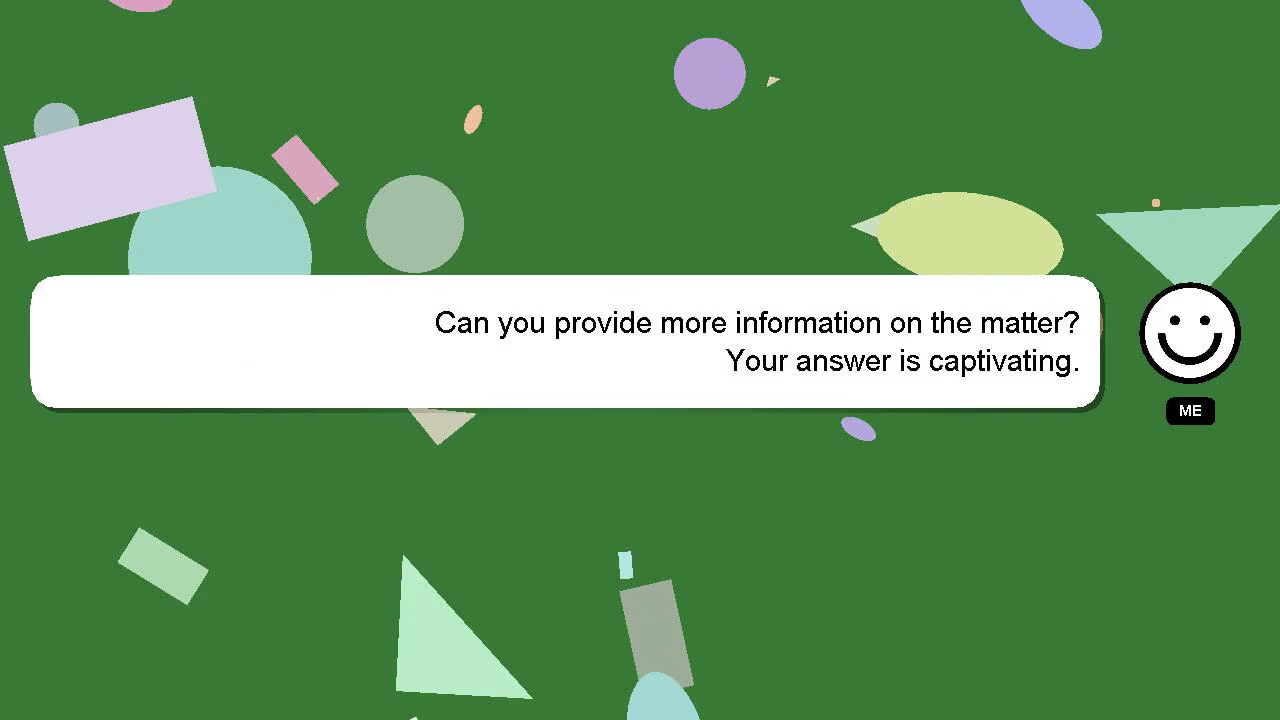 Can you provide more information on the matter?
Your answer is captivating.
ME